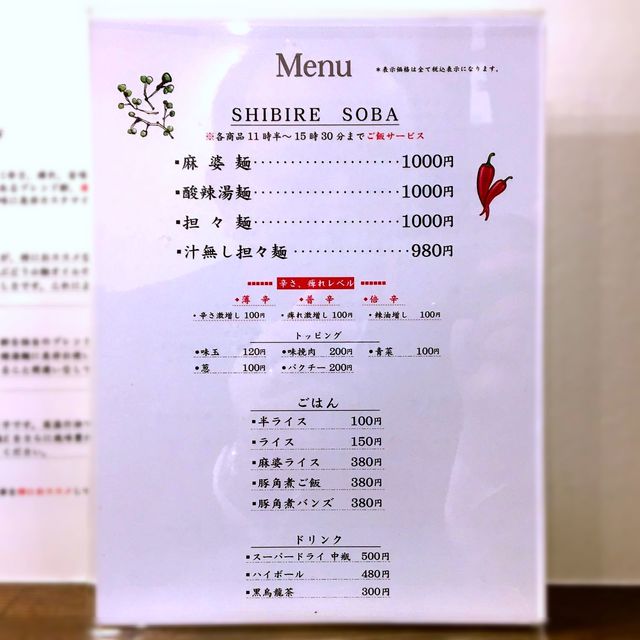 Menu
＊表示価格は全て税込表示になります。
SHIBIRE SOBA
※各商品11時半〜15時30分までご飯サービス
▪麻婆麺‥‥‥‥‥‥‥‥1000円
▪酸辣湯麺‥‥‥‥‥‥‥‥1000円
▪担々麺‥‥‥‥‥‥‥‥1000円
▪汁無し担々麺‥‥‥‥‥‥980円
辛さ、痺れレベル
◆薄辛 ◆普辛 ◆倍辛
・辛さ激増し 100円 ・痺れ激増し 100円 ・辣油増し 100円
トッピング
●味玉 120円 ●味挽肉 200円 ●青菜 100円
●葱 100円 ●パクチー 200円
ごはん
▪半ライス 100円
▪ライス 150円
▪麻婆ライス 380円
▪豚角煮ご飯 380円
▪豚角煮バンズ 380円
ドリンク
▪スーパードライ 中瓶 500円
▪ハイボール 480円
▪黒烏龍茶 300円